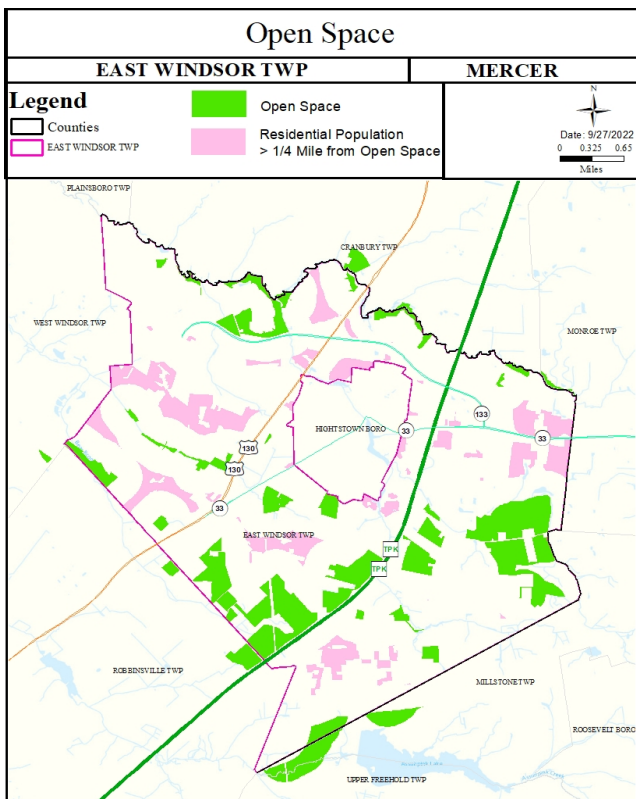 Open Space
EAST WINDSOR TWP
MERCER
Legend
Counties
EAST WINDSOR TWP
Open Space
Residential Population
> 1/4 Mile from Open Space
N
Date: 9/27/2022
0 0.325 0.65
Miles
PLAINSBORO TWP
CRANBURY TWP
WEST WINDSOR TWP
MONROE TWP
133
HIGHTSTOWN BORO
33
33
130
130
33
EAST WINDSOR TWP
TPK
TPK
ROBBINSVILLE TWP
MILLSTONE TWP
ROOSEVELT BORO
UPPER FREEHOLD TWP